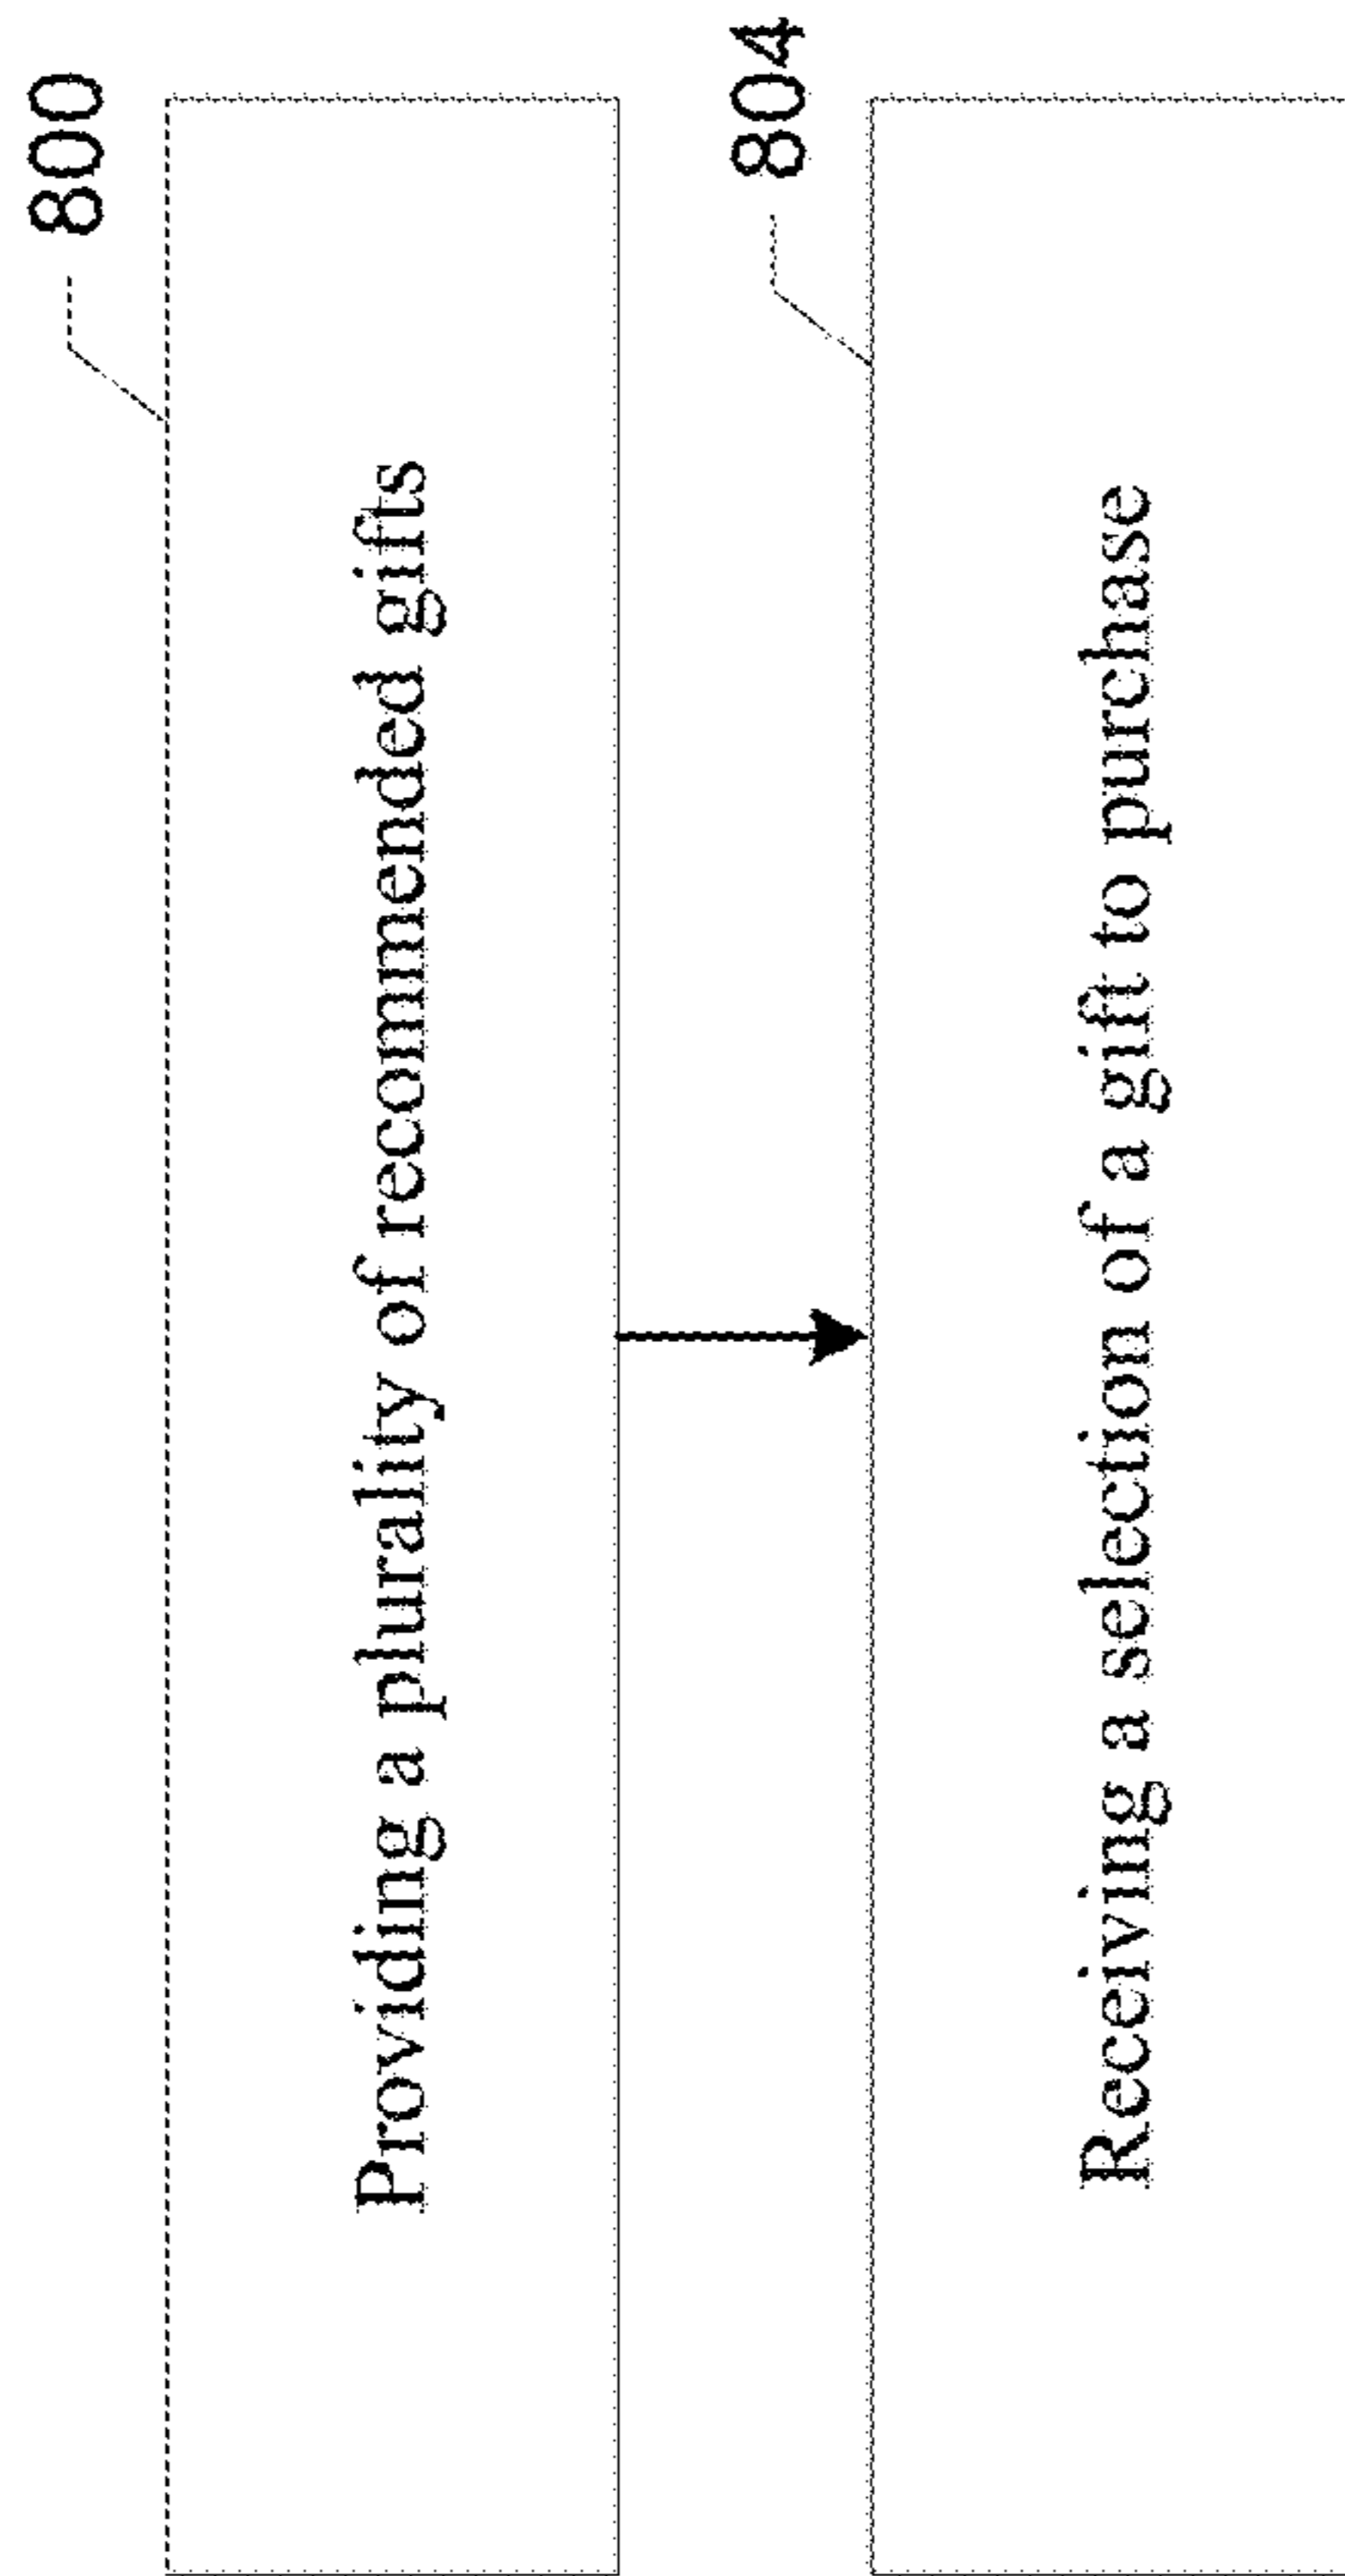 800
Providing a plurality of recommended gifts
804
Receiving a selection of a gift to purchase